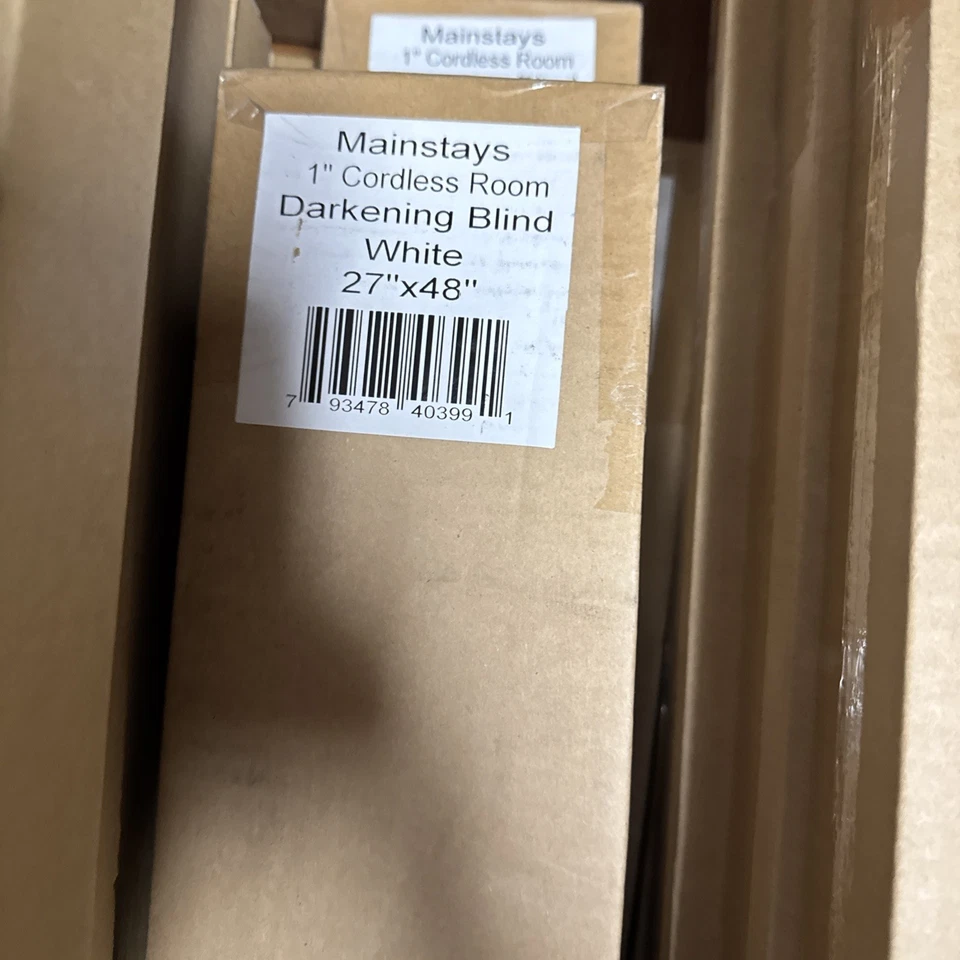 Mainstays
1" Cordless Room
Mainstays
1" Cordless Room
Darkening Blind
White
27"x48"
7 93478 40399 1